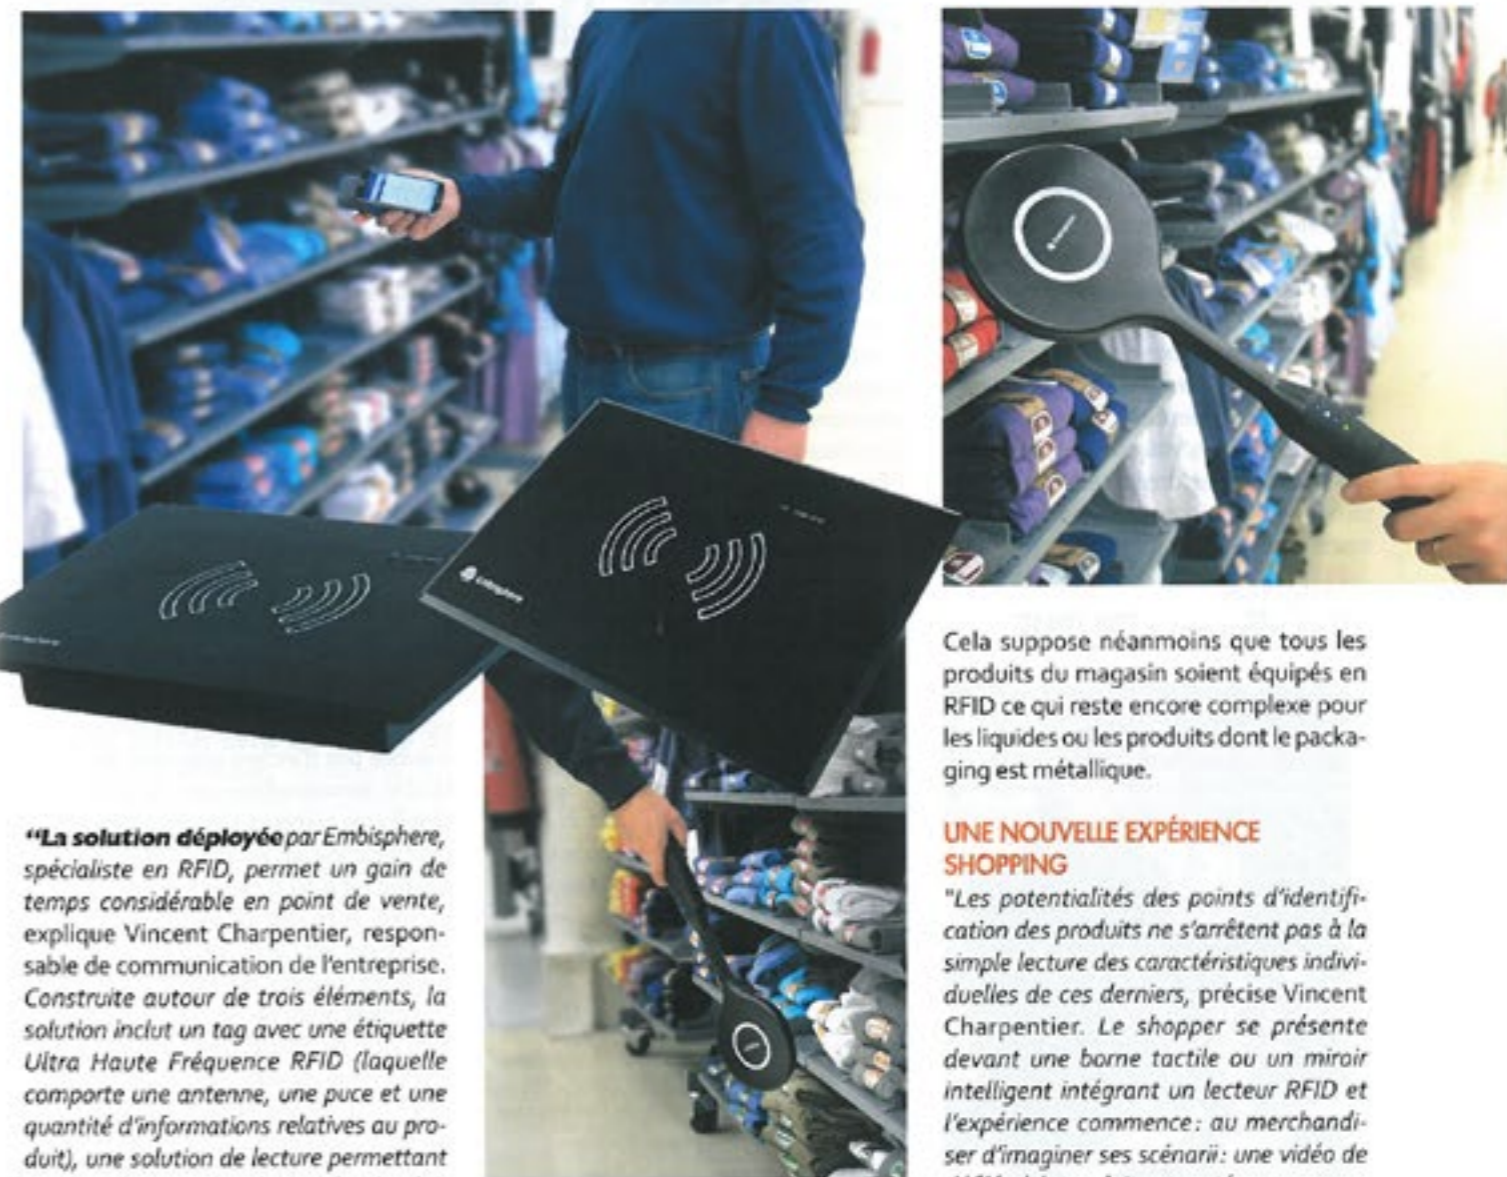 Embisphere
“La solution déployée par Embisphere,
spécialiste en RFID, permet un gain de
temps considérable en point de vente,
explique Vincent Charpentier, respon-
sable de communication de l'entreprise.
Construite autour de trois éléments, la
solution inclut un tag avec une étiquette
Ultra Haute Fréquence RFID (laquelle
comporte une antenne, une puce et une
quantité d'informations relatives au pro-
duit), une solution de lecture permettant
Cela suppose néanmoins que tous les
produits du magasin soient équipés en
RFID ce qui reste encore complexe pour
les liquides ou les produits dont le packa-
ging est métallique.
UNE NOUVELLE EXPÉRIENCE
SHOPPING
"Les potentialités des points d'identifi-
cation des produits ne s'arrêtent pas à la
simple lecture des caractéristiques indivi-
duelles de ces derniers, précise Vincent
Charpentier. Le shopper se présente
devant une borne tactile ou un miroir
intelligent intégrant un lecteur RFID et
l'expérience commence : au merchandi-
ser d'imaginer ses scénarii : une vidéo de